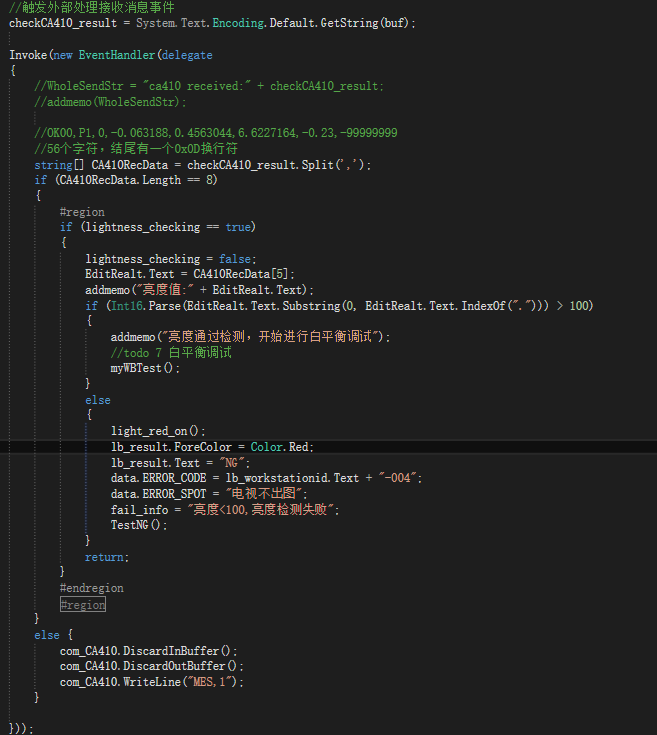 //触发外部处理接收消息事件
checkCA410_result = System.Text.Encoding.Default.GetString(buf);
Invoke(new EventHandler(delegate
{
//WholeSendStr = "ca410 received:" + checkCA410_result;
//addmemo(WholeSendStr);
//OK00,P1,0,-0.063188,0.4563044,6.6227164,-0.23,-99999999
//56个字符，结尾有一个0x0D换行符
string[] CA410RecData = checkCA410_result.Split(',');
if (CA410RecData.Length == 8)
{
#region
if (lightness_checking == true)
{
lightness_checking = false;
EditRealt.Text = CA410RecData[5];
addmemo("亮度值:" + EditRealt.Text);
if (Int16.Parse(EditRealt.Text.Substring(0, EditRealt.Text.IndexOf("."))) > 100)
{
addmemo("亮度通过检测，开始进行白平衡调试");
//todo 7 白平衡调试
myWBTest();
}
else
{
light_red_on();
lb_result.ForeColor = Color.Red;
lb_result.Text = "NG";
data.ERROR_CODE = lb_workstationid.Text + "-004";
data.ERROR_SPOT = "电视不出图";
fail_info = "亮度<100,亮度检测失败";
TestNG();
}
return;
}
#endregion
#region
}
else {
com_CA410.DiscardInBuffer();
com_CA410.DiscardOutBuffer();
com_CA410.WriteLine("MES,1");
}
}));